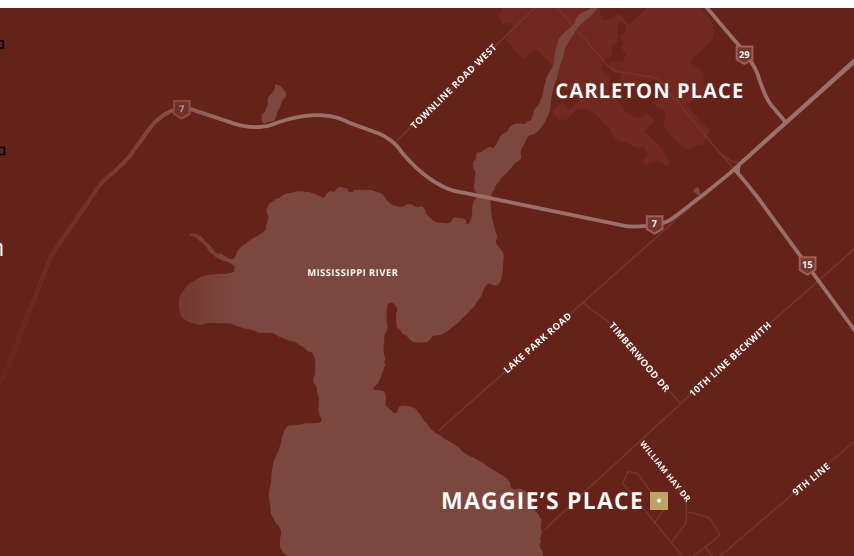 29
TOWNLINE ROAD WEST
CARLETON PLACE
7
7
15
MISSISSIPPI RIVER
LAKE PARK ROAD
TIMBERWOOD DR
10TH LINE BECKWITH
WILLIAM HAY DR
9TH LINE
MAGGIE’S PLACE